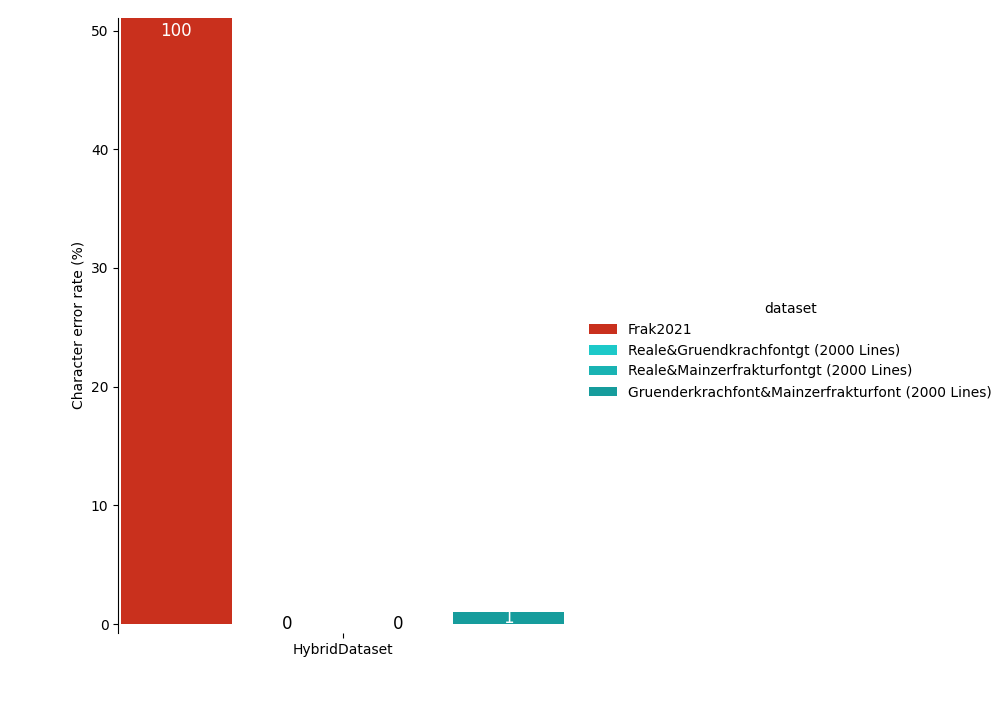 50
100
40
30
20
10
0
Character error rate (%)
0
0
1
HybridDataset
dataset
Frak2021
Reale&Gruendkrachfontgt (2000 Lines)
Reale&Mainzerfrakturfontgt (2000 Lines)
Gruenderkrachfont&Mainzerfrakturfont (2000 Lines)